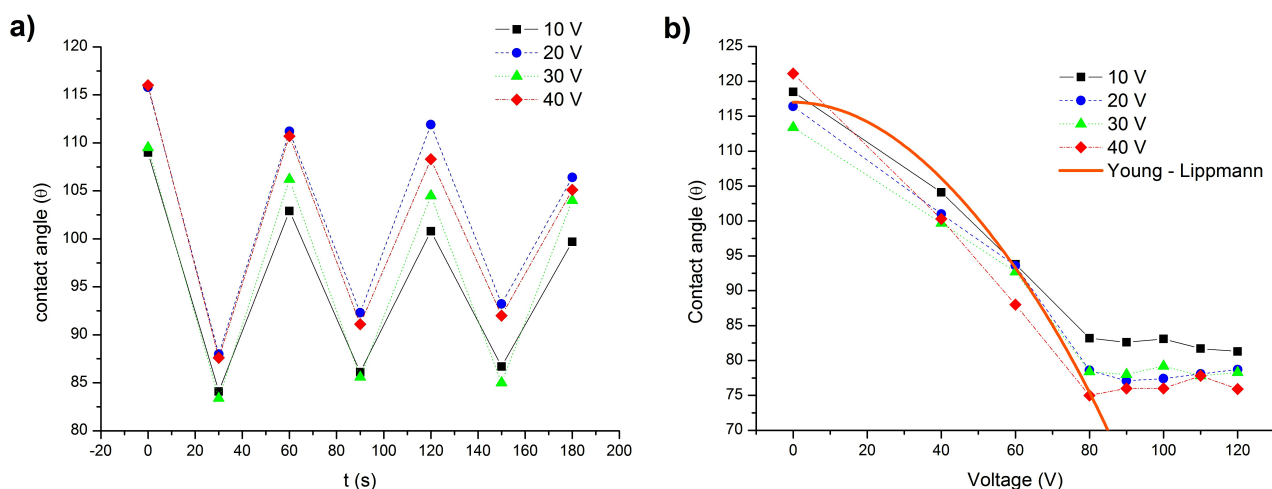 a)
10 V
20 V
30 V
40 V
contact angle (θ)
120
115
110
105
100
95
90
85
80
-20 0 20 40 60 80 100 120 140 160 180 200
t (s)
b)
10 V
20 V
30 V
40 V
Young - Lippmann
Contact angle (θ)
125
120
115
110
105
100
95
90
85
80
75
70
0 20 40 60 80 100 120
Voltage (V)